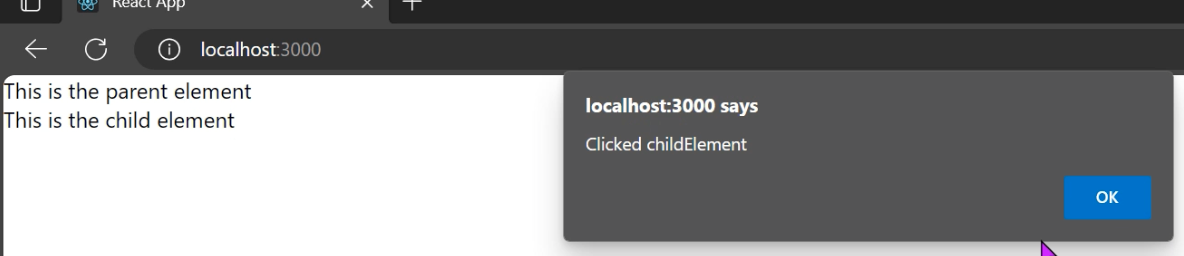 React App
localhost:3000
This is the parent element
This is the child element
localhost:3000 says
Clicked childElement
OK